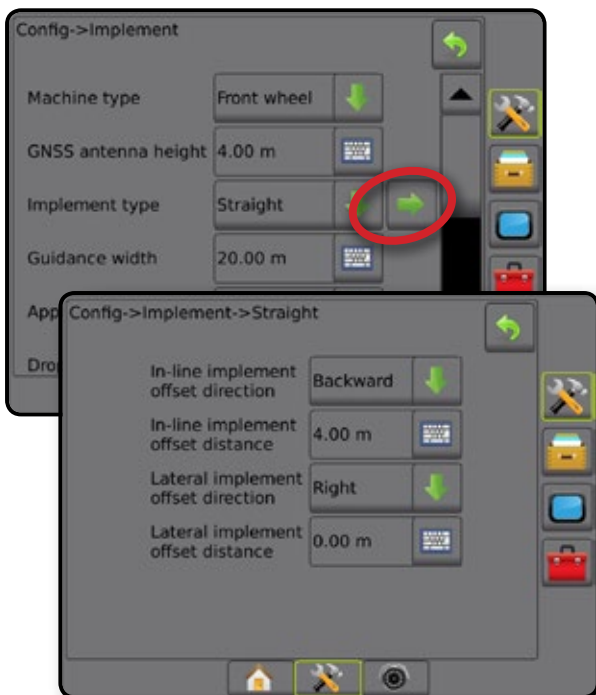 Config->Implement
Machine type Front wheel
GNSS antenna height 4.00 m
Implement type Straight
Guidance width 20.00 m
App
Dro
Config->Implement->Straight
In-line implement
offset direction Backward
In-line implement
offset distance 4.00 m
Lateral implement
offset direction Right
Lateral implement
offset distance 0.00 m